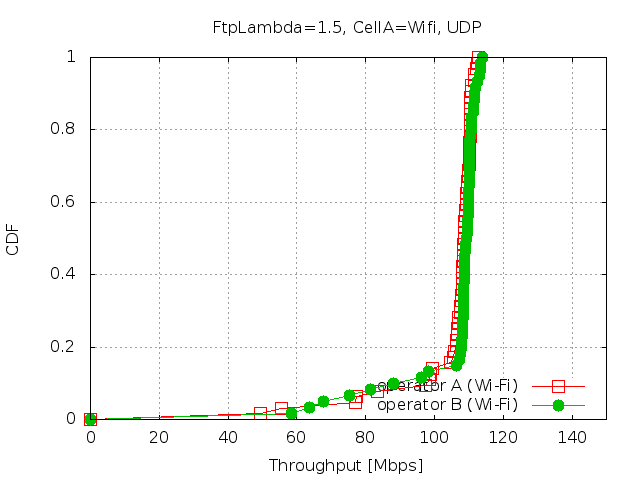 FtpLambda=1.5, CellA=Wifi, UDP
1
0.8
0.6
0.4
0.2
0
CDF
operator A (Wi-Fi)
operator B (Wi-Fi)
0 20 40 60 80 100 120 140
Throughput [Mbps]